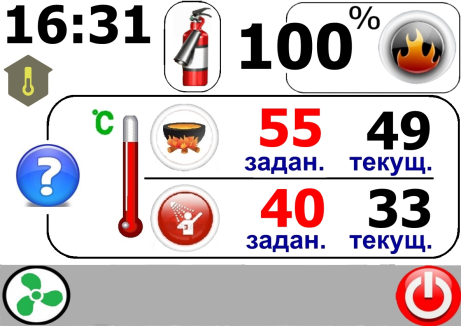 16:31
100 %
°C
?
55 49
задан. текущ.
40 33
задан. текущ.